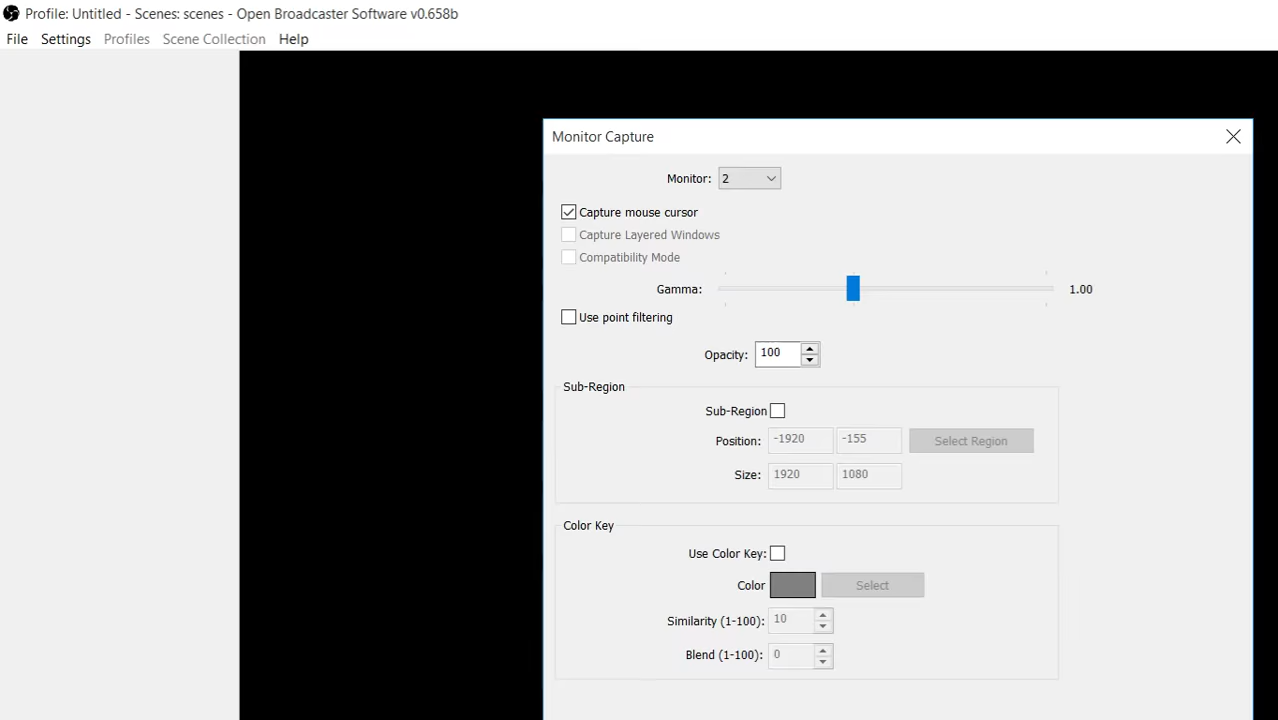 Profile: Untitled - Scenes: scenes - Open Broadcaster Software v0.658b
File Settings Profiles Scene Collection Help
Monitor Capture
Monitor: 2
Capture mouse cursor
Capture Layered Windows
Compatibility Mode
Gamma: 1.00
Use point filtering
Opacity: 100
Sub-Region
Sub-Region
Position: -1920 -155 Select Region
Size: 1920 1080
Color Key
Use Color Key:
Color Select
Similarity (1-100): 10
Blend (1-100): 0